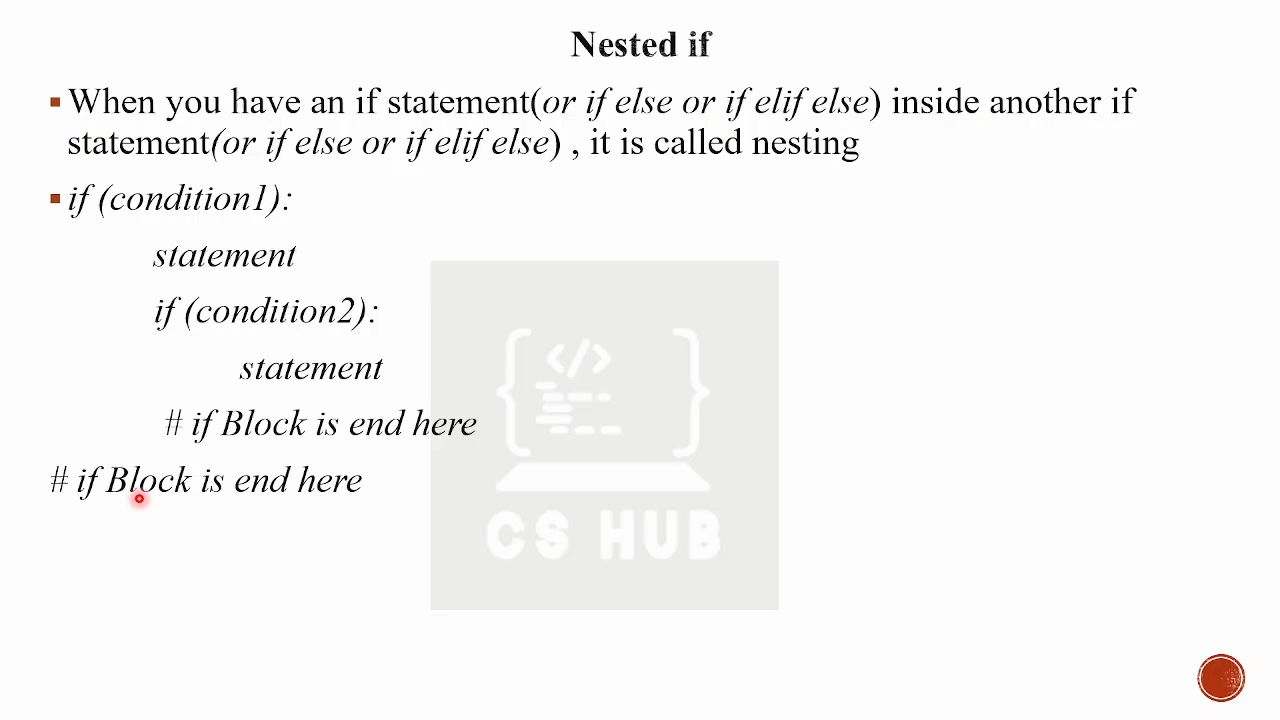 Nested if
When you have an if statement(or if else or if elif else) inside another if
statement(or if else or if elif else) , it is called nesting
if (condition1):
statement
if (condition2):
statement
# if Block is end here
# if Block is end here
{</>}
CS HUB